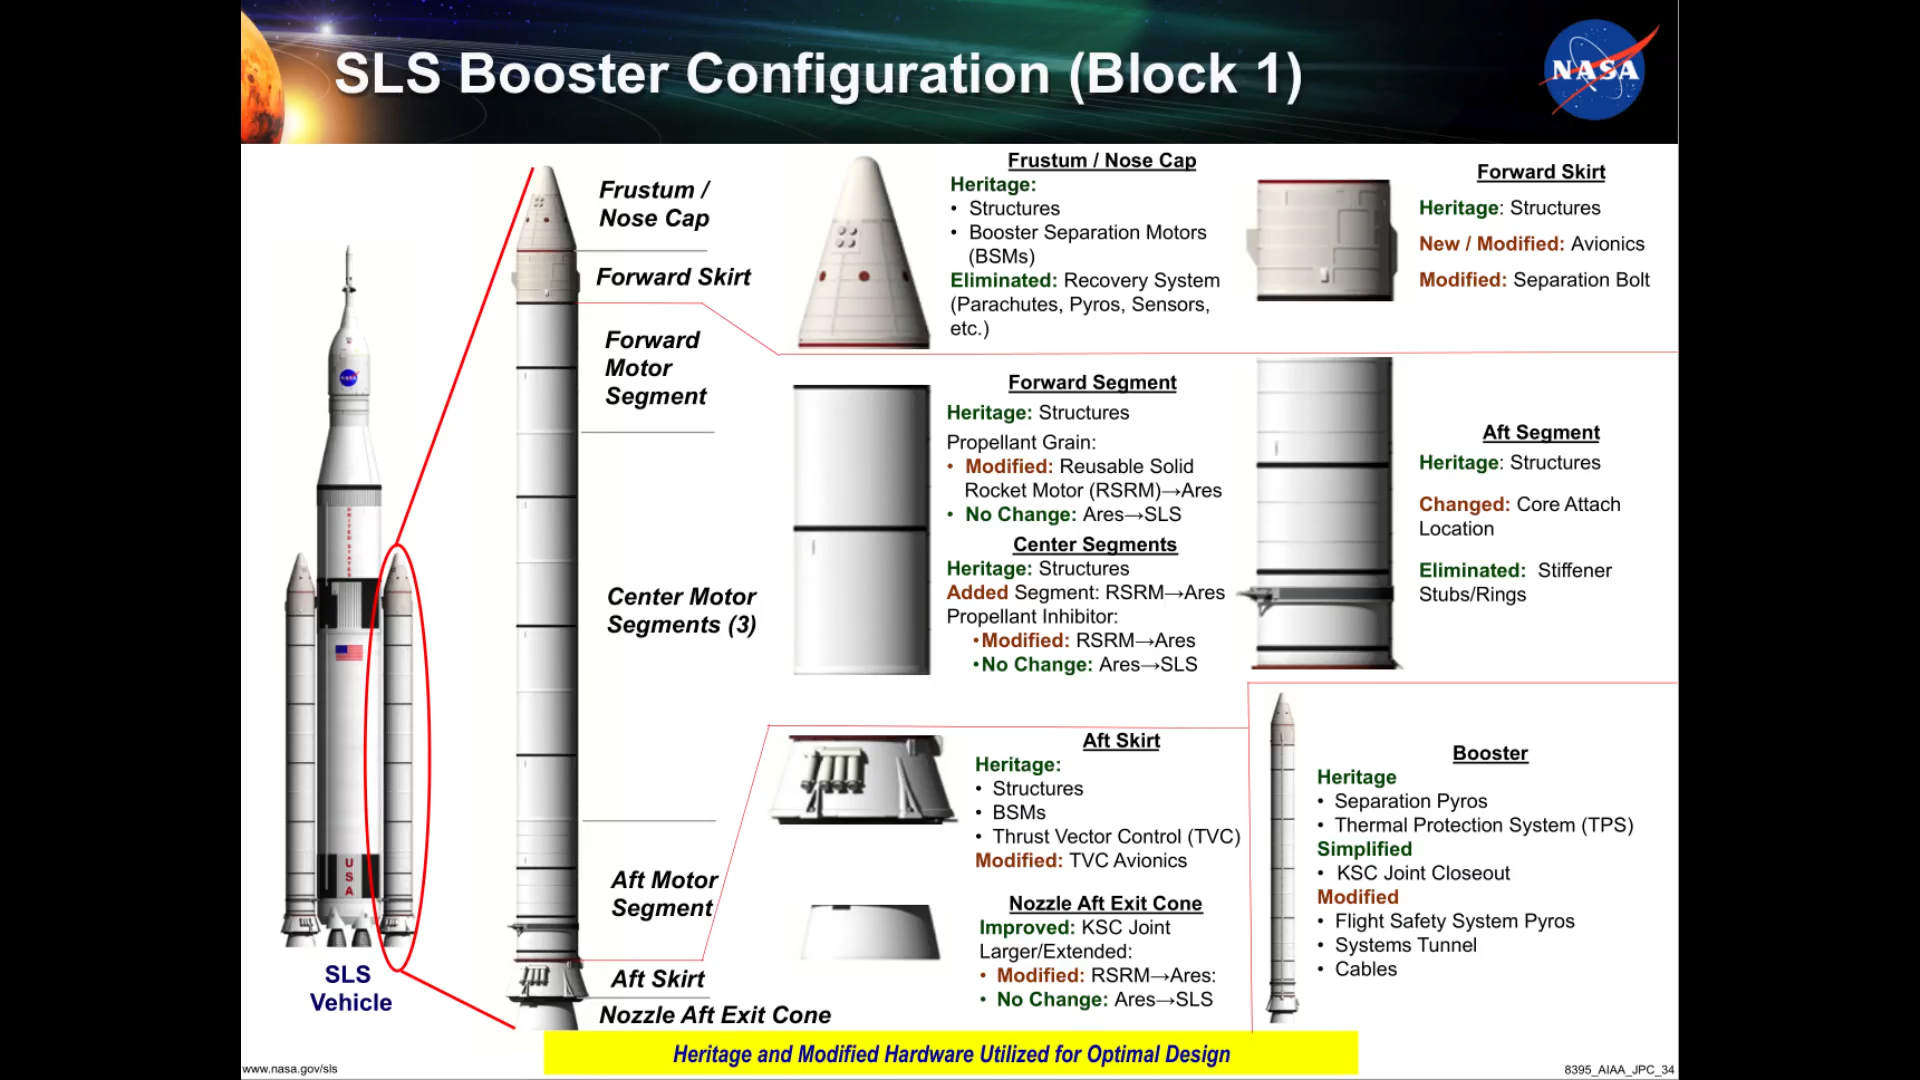 SLS Booster Configuration (Block 1)
NASA
Frustum /
Nose Cap
Forward Skirt
Forward
Motor
Segment
Center Motor
Segments (3)
Aft Motor
Segment
Aft Skirt
Nozzle Aft Exit Cone
NASA
UNITED STATES
USA
SLS
Vehicle
Frustum / Nose Cap
Heritage:
• Structures
• Booster Separation Motors
(BSMs)
Eliminated: Recovery System
(Parachutes, Pyros, Sensors,
etc.)
Forward Skirt
Heritage: Structures
New / Modified: Avionics
Modified: Separation Bolt
Forward Segment
Heritage: Structures
Propellant Grain:
• Modified: Reusable Solid
Rocket Motor (RSRM)→Ares
• No Change: Ares→SLS
Center Segments
Heritage: Structures
Added Segment: RSRM→Ares
Propellant Inhibitor:
•Modified: RSRM→Ares
•No Change: Ares→SLS
Aft Segment
Heritage: Structures
Changed: Core Attach
Location
Eliminated: Stiffener
Stubs/Rings
Aft Skirt
Heritage:
• Structures
• BSMs
• Thrust Vector Control (TVC)
Modified: TVC Avionics
Nozzle Aft Exit Cone
Improved: KSC Joint
Larger/Extended:
• Modified: RSRM→Ares:
• No Change: Ares→SLS
Booster
Heritage
• Separation Pyros
• Thermal Protection System (TPS)
Simplified
• KSC Joint Closeout
Modified
• Flight Safety System Pyros
• Systems Tunnel
• Cables
Heritage and Modified Hardware Utilized for Optimal Design
www.nasa.gov/sls
8395_AIAA_JPC_34